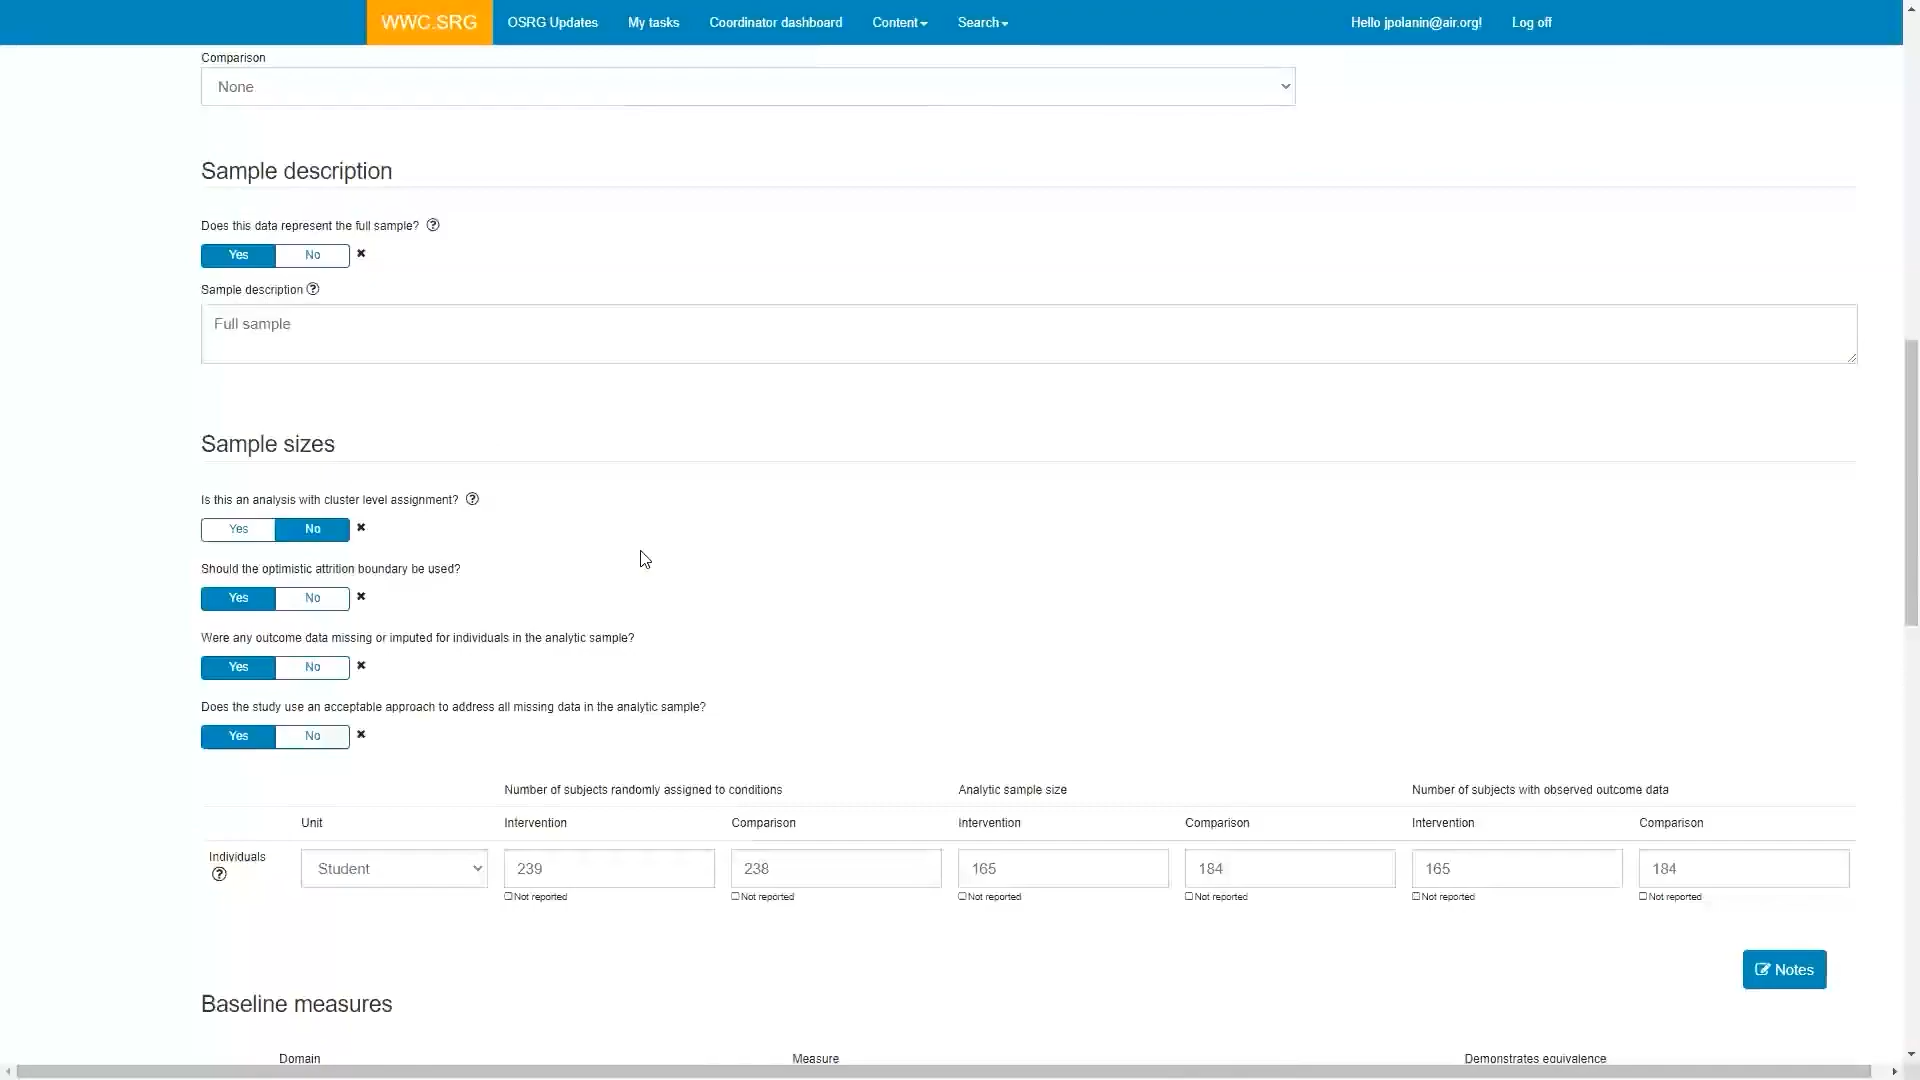 WWC.SRG OSRG Updates My tasks Coordinator dashboard Content Search Hello jpolanin@air.org! Log off
Comparison
None
Sample description
Does this data represent the full sample?
Yes No
Sample description
Full sample
Sample sizes
Is this an analysis with cluster level assignment?
Yes No
Should the optimistic attrition boundary be used?
Yes No
Were any outcome data missing or imputed for individuals in the analytic sample?
Yes No
Does the study use an acceptable approach to address all missing data in the analytic sample?
Yes No
Number of subjects randomly assigned to conditions Analytic sample size Number of subjects with observed outcome data
Unit Intervention Comparison Intervention Comparison Intervention Comparison
Individuals Student 239 238 165 184 165 184
Not reported Not reported Not reported Not reported Not reported Not reported
Notes
Baseline measures
Domain Measure Demonstrates equivalence